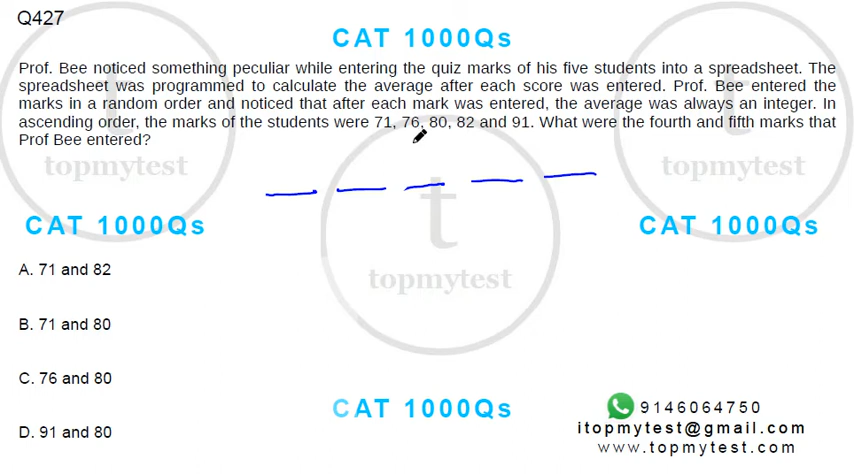 Q427
CAT 1000Qs
Prof. Bee noticed something peculiar while entering the quiz marks of his five students into a spreadsheet. The
spreadsheet was programmed to calculate the average after each score was entered. Prof. Bee entered the
marks in a random order and noticed that after each mark was entered, the average was always an integer. In
ascending order, the marks of the students were 71, 76, 80, 82 and 91. What were the fourth and fifth marks that
Prof Bee entered?
t
topmytest
t
topmytest
t
topmytest
CAT 1000Qs
CAT 1000Qs
A. 71 and 82
B. 71 and 80
C. 76 and 80
D. 91 and 80
CAT 1000Qs
9146064750
itopmytest@gmail.com
www.topmytest.com